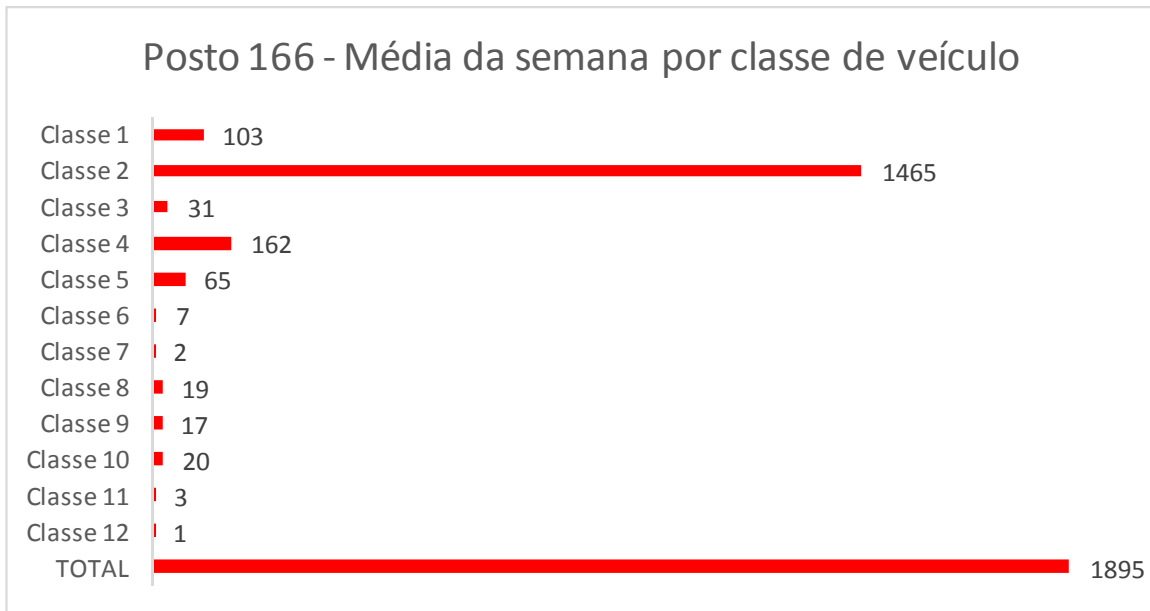 Posto 166 - Média da semana por classe de veículo
Classe 1 103
Classe 2 1465
Classe 3 31
Classe 4 162
Classe 5 65
Classe 6 7
Classe 7 2
Classe 8 19
Classe 9 17
Classe 10 20
Classe 11 3
Classe 12 1
TOTAL 1895